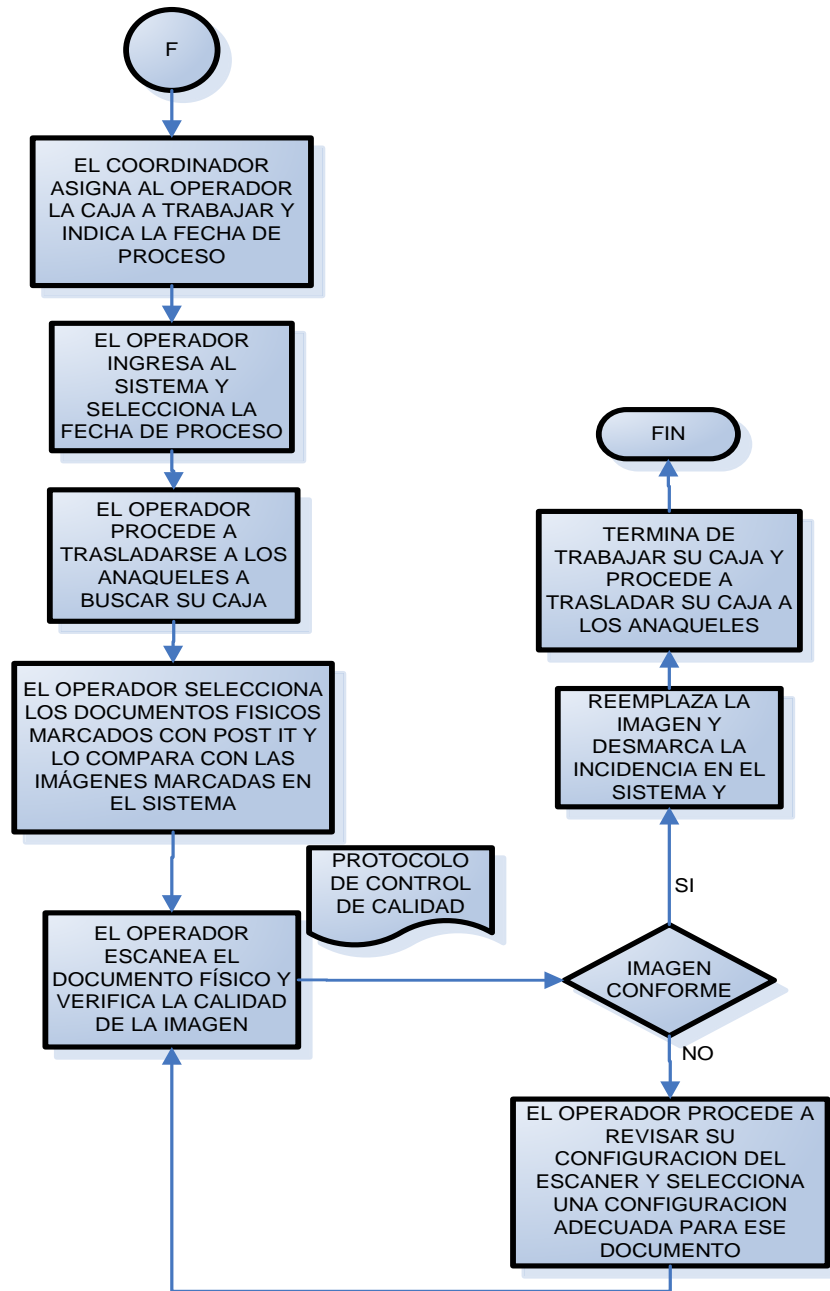 F
EL COORDINADOR
ASIGNA AL OPERADOR
LA CAJA A TRABAJAR Y
INDICA LA FECHA DE
PROCESO
EL OPERADOR
INGRESA AL
SISTEMA Y
SELECCIONA LA
FECHA DE PROCESO
EL OPERADOR
PROCEDE A
TRASLADARSE A LOS
ANAQUELES A
BUSCAR SU CAJA
EL OPERADOR SELECCIONA
LOS DOCUMENTOS FISICOS
MARCADOS CON POST IT Y
LO COMPARA CON LAS
IMÁGENES MARCADAS EN
EL SISTEMA
EL OPERADOR
ESCANEA EL
DOCUMENTO FÍSICO Y
VERIFICA LA CALIDAD
DE LA IMAGEN
PROTOCOLO
DE CONTROL
DE CALIDAD
IMAGEN
CONFORME
SI
REEMPLAZA LA
IMAGEN Y
DESMARCA LA
INCIDENCIA EN EL
SISTEMA Y
TERMINA DE
TRABAJAR SU CAJA Y
PROCEDE A
TRASLADAR SU CAJA A
LOS ANAQUELES
FIN
NO
EL OPERADOR PROCEDE A
REVISAR SU
CONFIGURACION DEL
ESCANER Y SELECCIONA
UNA CONFIGURACION
ADECUADA PARA ESE
DOCUMENTO